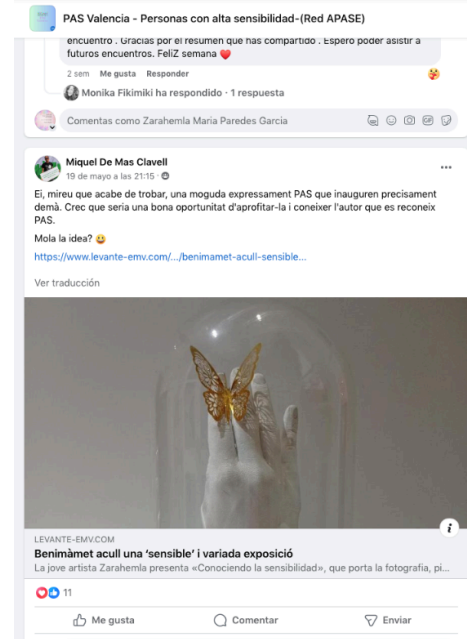 PAS Valencia - Personas con alta sensibilidad-(Red APASE)
encuentro . Gracias por el resumen que has compartido . Espero poder asistir a
futuros encuentros. FeliZ semana ❤️
2 sem Me gusta Responder
Monika Fikimiki ha respondido · 1 respuesta
Comentas como Zarahemla Maria Paredes Garcia
GIF
Miquel De Mas Clavell
19 de mayo a las 21:15 ·
Ei, mireu que acabe de trobar, una moguda expressament PAS que inauguren precisament
demà. Crec que seria una bona oportunitat d'aprofitar-la i coneixer l'autor que es reconeix
PAS.
Mola la idea? 😃
https://www.levante-emv.com/.../benimamet-acull-sensible...
Ver traducción
LEVANTE-EMV.COM
Benimàmet acull una ‘sensible’ i variada exposició
La jove artista Zarahemla presenta «Conociendo la sensibilidad», que porta la fotografia, pi...
11
Me gusta Comentar Enviar